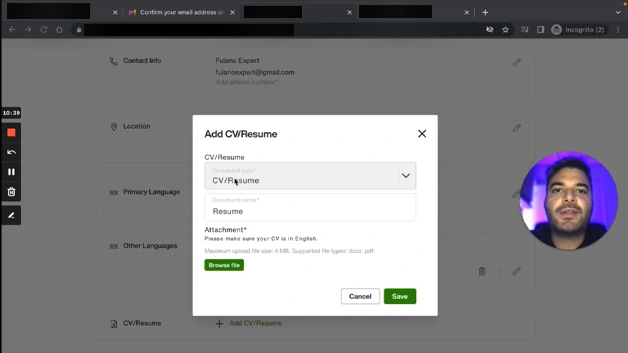 Confirm your email address on
Incognito (2)
10:39
Contact Info
Fulano Expert
fulanoexpert@gmail.com
Add phone number*
Location
Primary Language
Other Languages
CV/Resume
Add CV/Resume
Add CV/Resume
CV/Resume
Document type*
CV/Resume
Document name*
Resume
Attachment*
Please make sure your CV is in English.
Maximum upload file size: 4 MB. Supported file types: docx, pdf.
Browse file
Cancel
Save